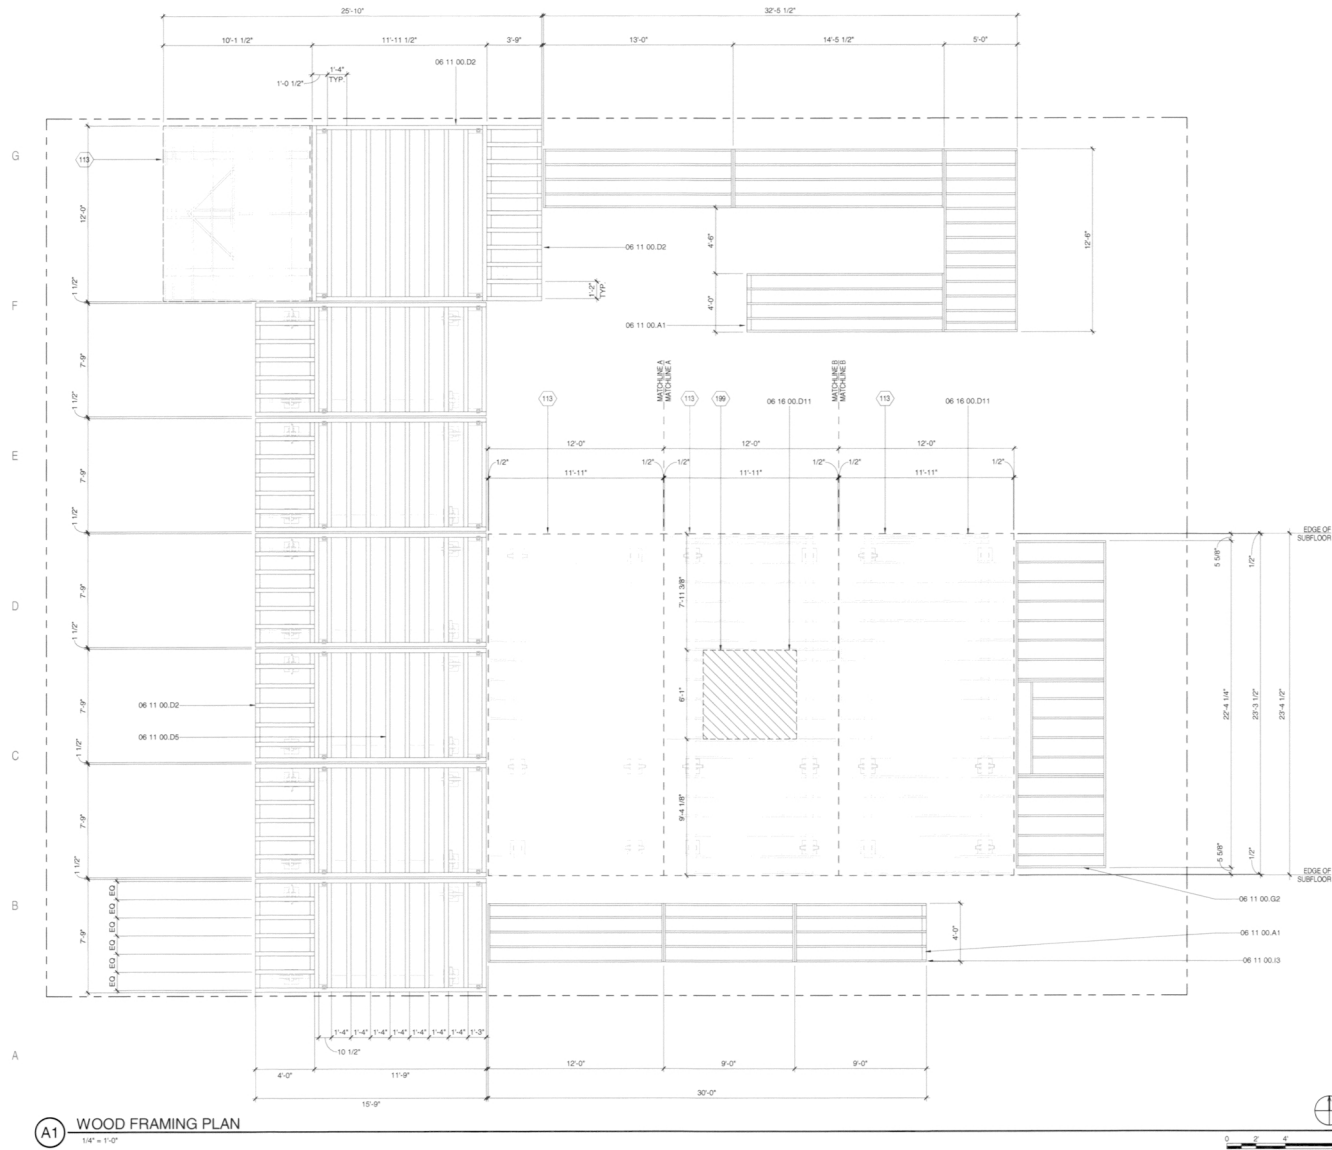 25'-10"
32'-5 1/2"
10'-1 1/2"
11'-11 1/2"
3'-9"
13'-0"
14'-5 1/2"
5'-0"
06 11 00.D2
1'-4"
TYP.
1'-0 1/2"
G
113
12'-0"
4'-6"
12'-6"
06 11 00.D2
1 1/2"
1'-2"
TYP.
4'-0"
F
06 11 00.A1
7'-9"
MATCHLINE A
MATCHLINE A
MATCHLINE B
MATCHLINE B
1 1/2"
113
113
199
06 16 00.D11
113
06 16 00.D11
12'-0"
12'-0"
12'-0"
E
7'-9"
1/2"
11'-11"
1/2"
1/2"
11'-11"
1/2"
1/2"
11'-11"
1/2"
1 1/2"
EDGE OF
SUBFLOOR
5 5/8"
1/2"
7'-9"
7'-11 3/8"
D
1 1/2"
7'-9"
06 11 00.D2
6'-1"
22'-4 1/4"
23'-3 1/2"
23'-4 1/2"
06 11 00.D5
1 1/2"
C
7'-9"
9'-4 1/8"
1 1/2"
5 5/8"
1/2"
EDGE OF
SUBFLOOR
EQ
EQ
EQ
EQ
EQ
EQ
06 11 00.G2
B
7'-9"
4'-0"
06 11 00.A1
06 11 00.I3
1'-4"
1'-4"
1'-4"
1'-4"
1'-4"
1'-4"
1'-4"
1'-3"
10 1/2"
A
4'-0"
11'-9"
12'-0"
9'-0"
9'-0"
15'-9"
30'-0"
A1
WOOD FRAMING PLAN
1/4" = 1'-0"
0
2'
4'